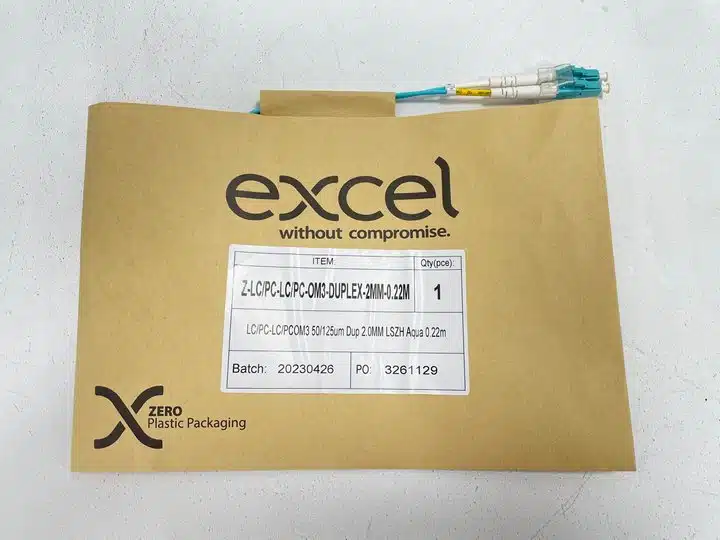 excel
without compromise.
ITEM: Qty(pce):
Z-LC/PC-LC/PC-OM3-DUPLEX-2MM-0.22M 1
LC/PC-LC/PCOM3 50/125um Dup 2.0MM LSZH Aqua 0.22m
Batch: 20230426 PO: 3261129
X ZERO
Plastic Packaging